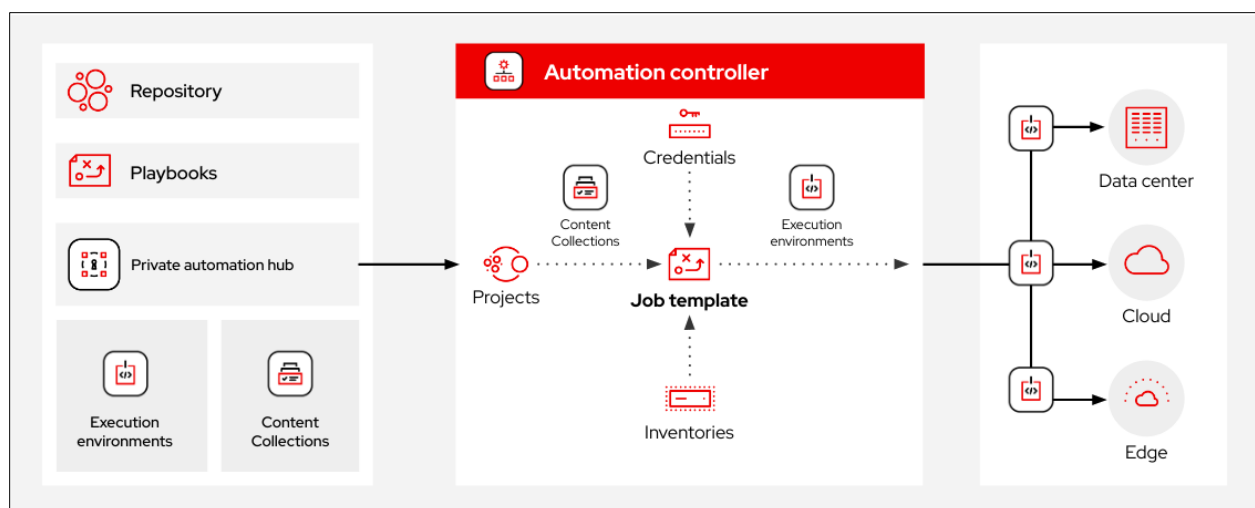 Repository
Playbooks
Private automation hub
Execution
environments
Content
Collections
Automation controller
Credentials
Content
Collections
Execution
environments
Projects
Job template
Inventories
Data center
Cloud
Edge